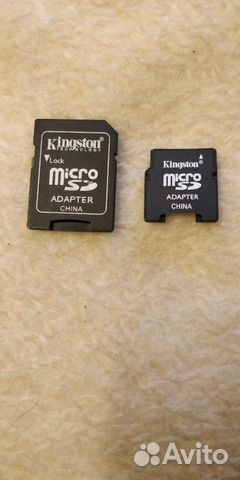 Kingston
TECHNOLOGY
Lock
micro
SD
ADAPTER
CHINA
Kingston
micro
SD
ADAPTER
CHINA
Avito